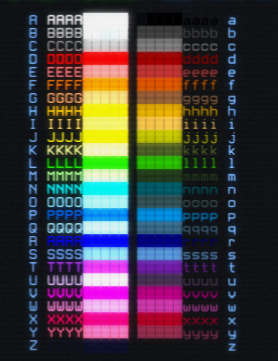 A AAAA aaaa a
B BBBB bbbb b
C CCCC cccc c
D DDDD dddd d
E EEEE eeee e
F FFFF ffff f
G GGGG gggg g
H HHHH hhhh h
I IIII iiii i
J JJJJ jjjj j
K KKKK kkkk k
L LLLL llll l
M MMMM mmmm m
N NNNN nnnn n
O OOOO oooo o
P PPPP pppp p
Q QQQQ qqqq q
R RRRR r
S SSSS ssss s
T TTTT tttt t
U UUUU uuuu u
V VVVV vvvv v
W WWWW wwww w
X XXXX xxxx x
Y YYYY yyyy y
Z z